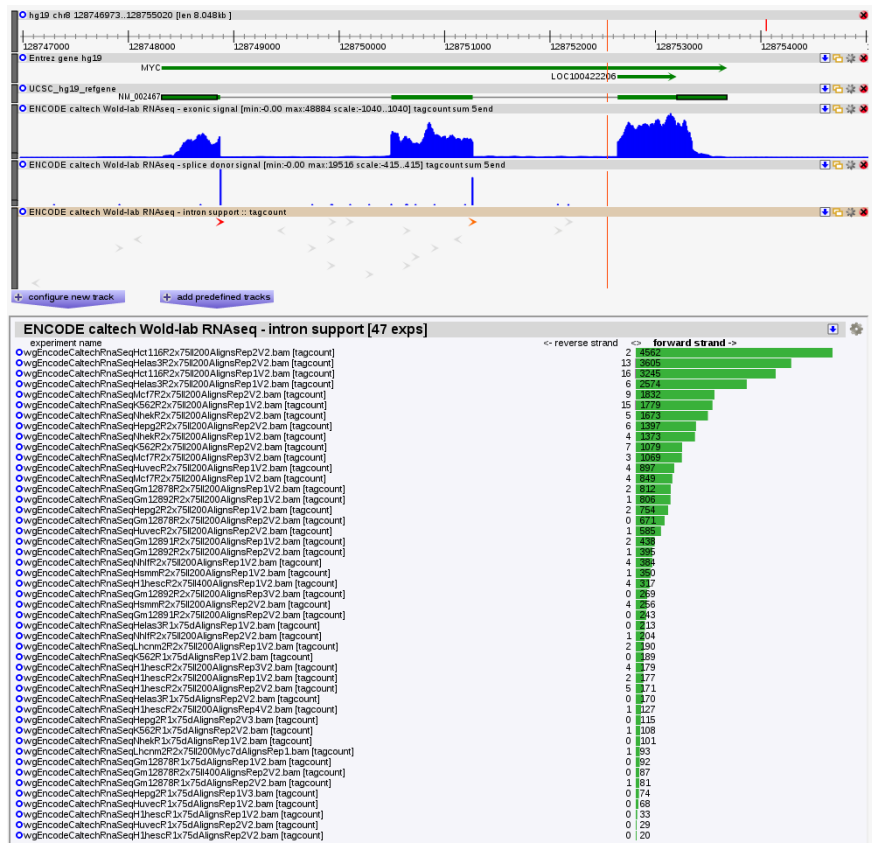 hg19 chr8 128746973..128755020 [len 8.048kb ]
128747000 128748000 128749000 128750000 128751000 128752000 128753000 128754000
Entrez gene hg19
MYC
LOC100422206
UCSC_hg19_refgene
NM_002467
ENCODE caltech Wold-lab RNAseq - exonic signal [min:-0.00 max:48884 scale:-1040..1040] tagcount sum 5end
ENCODE caltech Wold-lab RNAseq - splice donorsignal [min:-0.00 max:19516 scale:-415..415] tagcount sum 5end
ENCODE caltech Wold-lab RNAseq - intron support :: tagcount
+ configure new track + add predefined tracks
ENCODE caltech Wold-lab RNAseq - intron support [47 exps]
experiment name <- reverse strand <> forward strand ->
wgEncodeCaltechRnaSeqHct116R2x75Il200AlignsRep2V2.bam [tagcount] 2 4562
wgEncodeCaltechRnaSeqHelas3R2x75Il200AlignsRep2V2.bam [tagcount] 13 3605
wgEncodeCaltechRnaSeqHct116R2x75Il200AlignsRep1V2.bam [tagcount] 16 3245
wgEncodeCaltechRnaSeqHelas3R2x75Il200AlignsRep1V2.bam [tagcount] 6 2574
wgEncodeCaltechRnaSeqMcf7R2x75Il200AlignsRep2V2.bam [tagcount] 9 1832
wgEncodeCaltechRnaSeqK562R2x75Il200AlignsRep1V2.bam [tagcount] 15 1779
wgEncodeCaltechRnaSeqNhekR2x75Il200AlignsRep2V2.bam [tagcount] 5 1673
wgEncodeCaltechRnaSeqHepg2R2x75Il200AlignsRep2V2.bam [tagcount] 6 1397
wgEncodeCaltechRnaSeqNhekR2x75Il200AlignsRep1V2.bam [tagcount] 4 1373
wgEncodeCaltechRnaSeqK562R2x75Il200AlignsRep2V2.bam [tagcount] 7 1079
wgEncodeCaltechRnaSeqMcf7R2x75Il200AlignsRep3V2.bam [tagcount] 3 1069
wgEncodeCaltechRnaSeqHuvecR2x75Il200AlignsRep1V2.bam [tagcount] 4 897
wgEncodeCaltechRnaSeqMcf7R2x75Il200AlignsRep1V2.bam [tagcount] 4 849
wgEncodeCaltechRnaSeqGm12878R2x75Il200AlignsRep1V2.bam [tagcount] 2 812
wgEncodeCaltechRnaSeqGm12892R2x75Il200AlignsRep1V2.bam [tagcount] 1 806
wgEncodeCaltechRnaSeqHepg2R2x75Il200AlignsRep1V2.bam [tagcount] 2 754
wgEncodeCaltechRnaSeqGm12878R2x75Il200AlignsRep2V2.bam [tagcount] 0 671
wgEncodeCaltechRnaSeqHuvecR2x75Il200AlignsRep2V2.bam [tagcount] 1 585
wgEncodeCaltechRnaSeqGm12891R2x75Il200AlignsRep1V2.bam [tagcount] 2 438
wgEncodeCaltechRnaSeqGm12892R2x75Il200AlignsRep2V2.bam [tagcount] 1 395
wgEncodeCaltechRnaSeqNhlfR2x75Il200AlignsRep1V2.bam [tagcount] 4 384
wgEncodeCaltechRnaSeqHsmmR2x75Il200AlignsRep1V2.bam [tagcount] 1 350
wgEncodeCaltechRnaSeqH1hescR2x75Il400AlignsRep1V2.bam [tagcount] 4 317
wgEncodeCaltechRnaSeqGm12892R2x75Il200AlignsRep3V2.bam [tagcount] 0 269
wgEncodeCaltechRnaSeqHsmmR2x75Il200AlignsRep2V2.bam [tagcount] 4 256
wgEncodeCaltechRnaSeqGm12891R2x75Il200AlignsRep2V2.bam [tagcount] 0 243
wgEncodeCaltechRnaSeqHelas3R1x75dAlignsRep1V2.bam [tagcount] 0 213
wgEncodeCaltechRnaSeqNhlfR2x75Il200AlignsRep2V2.bam [tagcount] 1 204
wgEncodeCaltechRnaSeqLhcnm2R2x75Il200AlignsRep1V2.bam [tagcount] 2 190
wgEncodeCaltechRnaSeqK562R1x75dAlignsRep1V2.bam [tagcount] 0 189
wgEncodeCaltechRnaSeqH1hescR2x75Il200AlignsRep3V2.bam [tagcount] 4 179
wgEncodeCaltechRnaSeqH1hescR2x75Il200AlignsRep1V2.bam [tagcount] 2 177
wgEncodeCaltechRnaSeqH1hescR2x75Il200AlignsRep2V2.bam [tagcount] 5 171
wgEncodeCaltechRnaSeqHelas3R1x75dAlignsRep2V2.bam [tagcount] 0 170
wgEncodeCaltechRnaSeqH1hescR2x75Il200AlignsRep4V2.bam [tagcount] 1 127
wgEncodeCaltechRnaSeqHepg2R1x75dAlignsRep2V3.bam [tagcount] 0 115
wgEncodeCaltechRnaSeqK562R1x75dAlignsRep2V2.bam [tagcount] 1 108
wgEncodeCaltechRnaSeqNhekR1x75dAlignsRep1V2.bam [tagcount] 0 101
wgEncodeCaltechRnaSeqLhcnm2R2x75Il200Myc7dAlignsRep1.bam [tagcount] 1 93
wgEncodeCaltechRnaSeqGm12878R1x75dAlignsRep1V2.bam [tagcount] 0 92
wgEncodeCaltechRnaSeqGm12878R2x75Il400AlignsRep2V2.bam [tagcount] 0 87
wgEncodeCaltechRnaSeqGm12878R1x75dAlignsRep2V2.bam [tagcount] 1 81
wgEncodeCaltechRnaSeqHepg2R1x75dAlignsRep1V3.bam [tagcount] 0 74
wgEncodeCaltechRnaSeqHuvecR1x75dAlignsRep1V2.bam [tagcount] 1 68
wgEncodeCaltechRnaSeqH1hescR1x75dAlignsRep1V2.bam [tagcount] 0 33
wgEncodeCaltechRnaSeqHuvecR1x75dAlignsRep2V2.bam [tagcount] 0 29
wgEncodeCaltechRnaSeqH1hescR1x75dAlignsRep2V2.bam [tagcount] 0 20